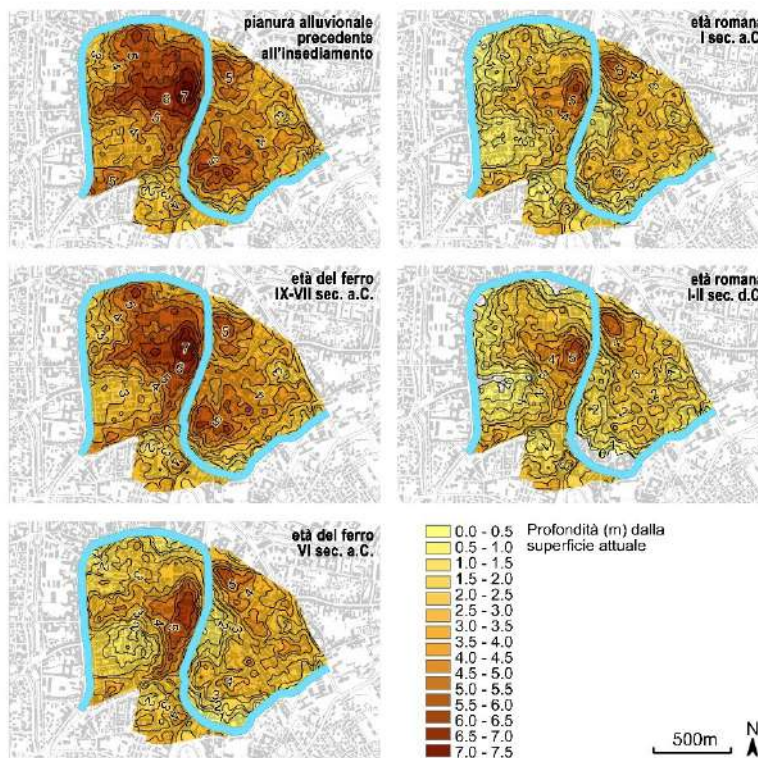 pianura alluvionale
precedente
all'insediamento
età romana
I sec. a.C.
età del ferro
IX-VII sec. a.C.
età romana
I-II sec. d.C.
età del ferro
VI sec. a.C.
0.0 - 0.5
0.5 - 1.0
1.0 - 1.5
1.5 - 2.0
2.0 - 2.5
2.5 - 3.0
3.0 - 3.5
3.5 - 4.0
4.0 - 4.5
4.5 - 5.0
5.0 - 5.5
5.5 - 6.0
6.0 - 6.5
6.5 - 7.0
7.0 - 7.5
Profondità (m) dalla
superficie attuale
500m
N